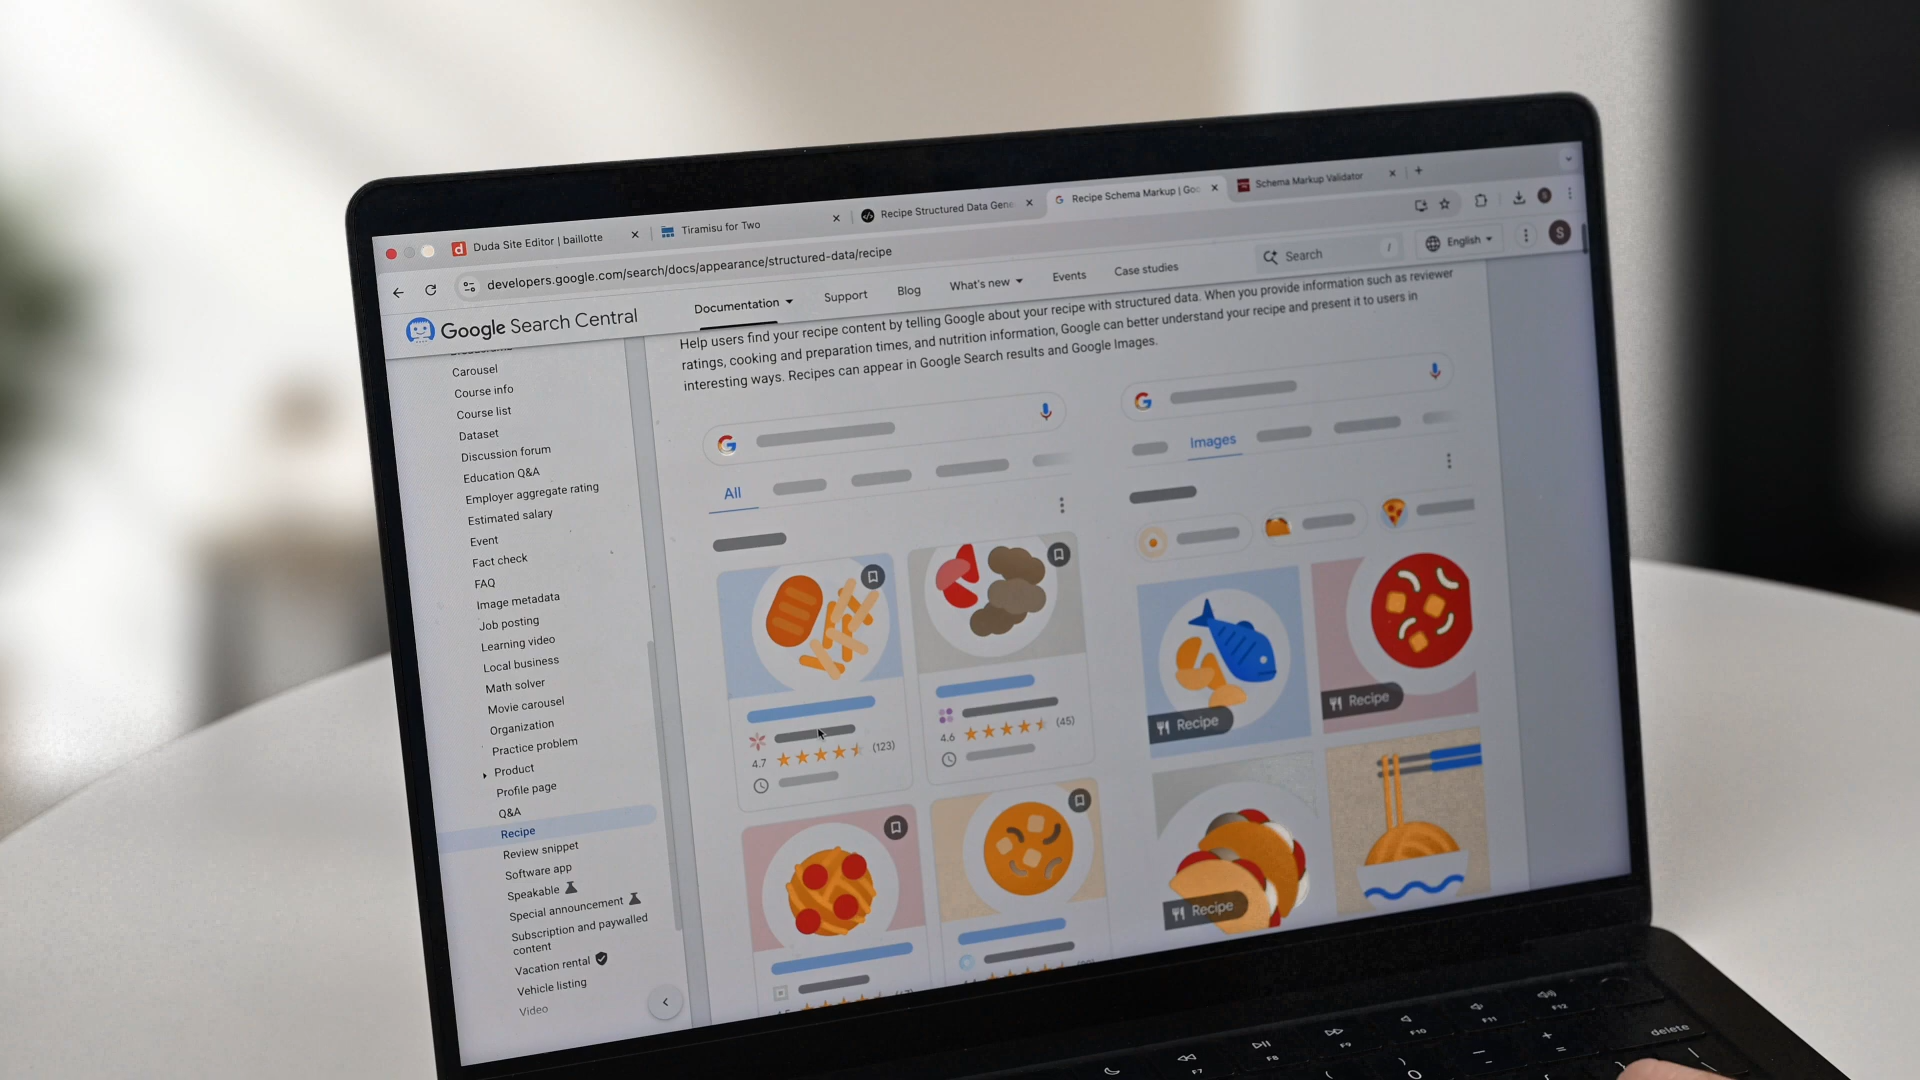 Duda Site Editor | baillotte
Tiramisu for Two
Recipe Structured Data Gene
Recipe Schema Markup | Goo
Schema Markup Validator
developers.google.com/search/docs/appearance/structured-data/recipe
S
Google Search Central
Documentation
Support
Blog
What's new
Events
Case studies
Search
/
English
S
Help users find your recipe content by telling Google about your recipe with structured data. When you provide information such as reviewer
ratings, cooking and preparation times, and nutrition information, Google can better understand your recipe and present it to users in
interesting ways. Recipes can appear in Google Search results and Google Images.
Carousel
Course info
Course list
Dataset
Discussion forum
Education Q&A
Employer aggregate rating
Estimated salary
Event
Fact check
FAQ
Image metadata
Job posting
Learning video
Local business
Math solver
Movie carousel
Organization
Practice problem
Product
Profile page
Q&A
Recipe
Review snippet
Software app
Speakable
Special announcement
Subscription and paywalled
content
Vacation rental
Vehicle listing
Video
All
4.7
(123)
4.6
(45)
Images
Recipe
Recipe
Recipe
F7
F8
F9
F10
F11
F12
delete